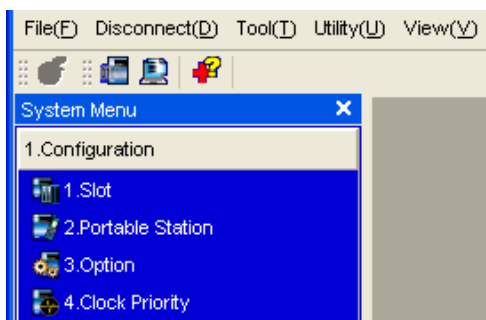 File(F) Disconnect(D) Tool(T) Utility(U) View(V)
System Menu
1.Configuration
1.Slot
2.Portable Station
3.Option
4.Clock Priority